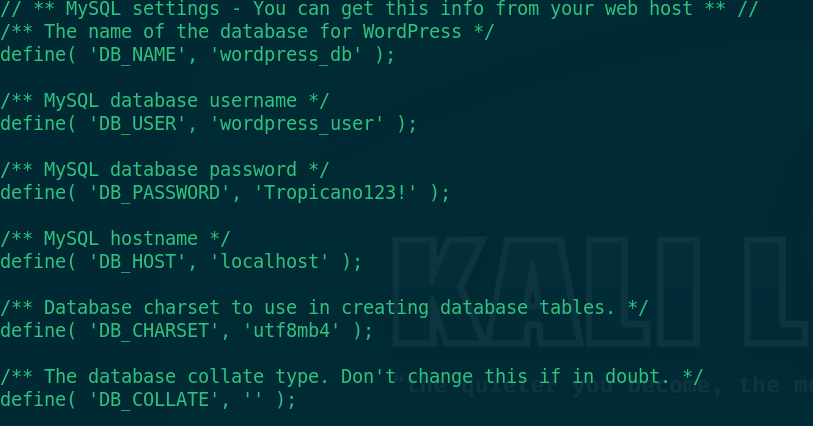 // ** MySQL settings - You can get this info from your web host ** //
/** The name of the database for WordPress */
define( 'DB_NAME', 'wordpress_db' );
/** MySQL database username */
define( 'DB_USER', 'wordpress_user' );
/** MySQL database password */
define( 'DB_PASSWORD', 'Tropicano123!' );
/** MySQL hostname */
define( 'DB_HOST', 'localhost' );
KALI L
/** Database charset to use in creating database tables. */
define( 'DB_CHARSET', 'utf8mb4' );
/** The database collate type. Don't change this if in doubt. */
"the quieter you become, the mo
define( 'DB_COLLATE', '' );